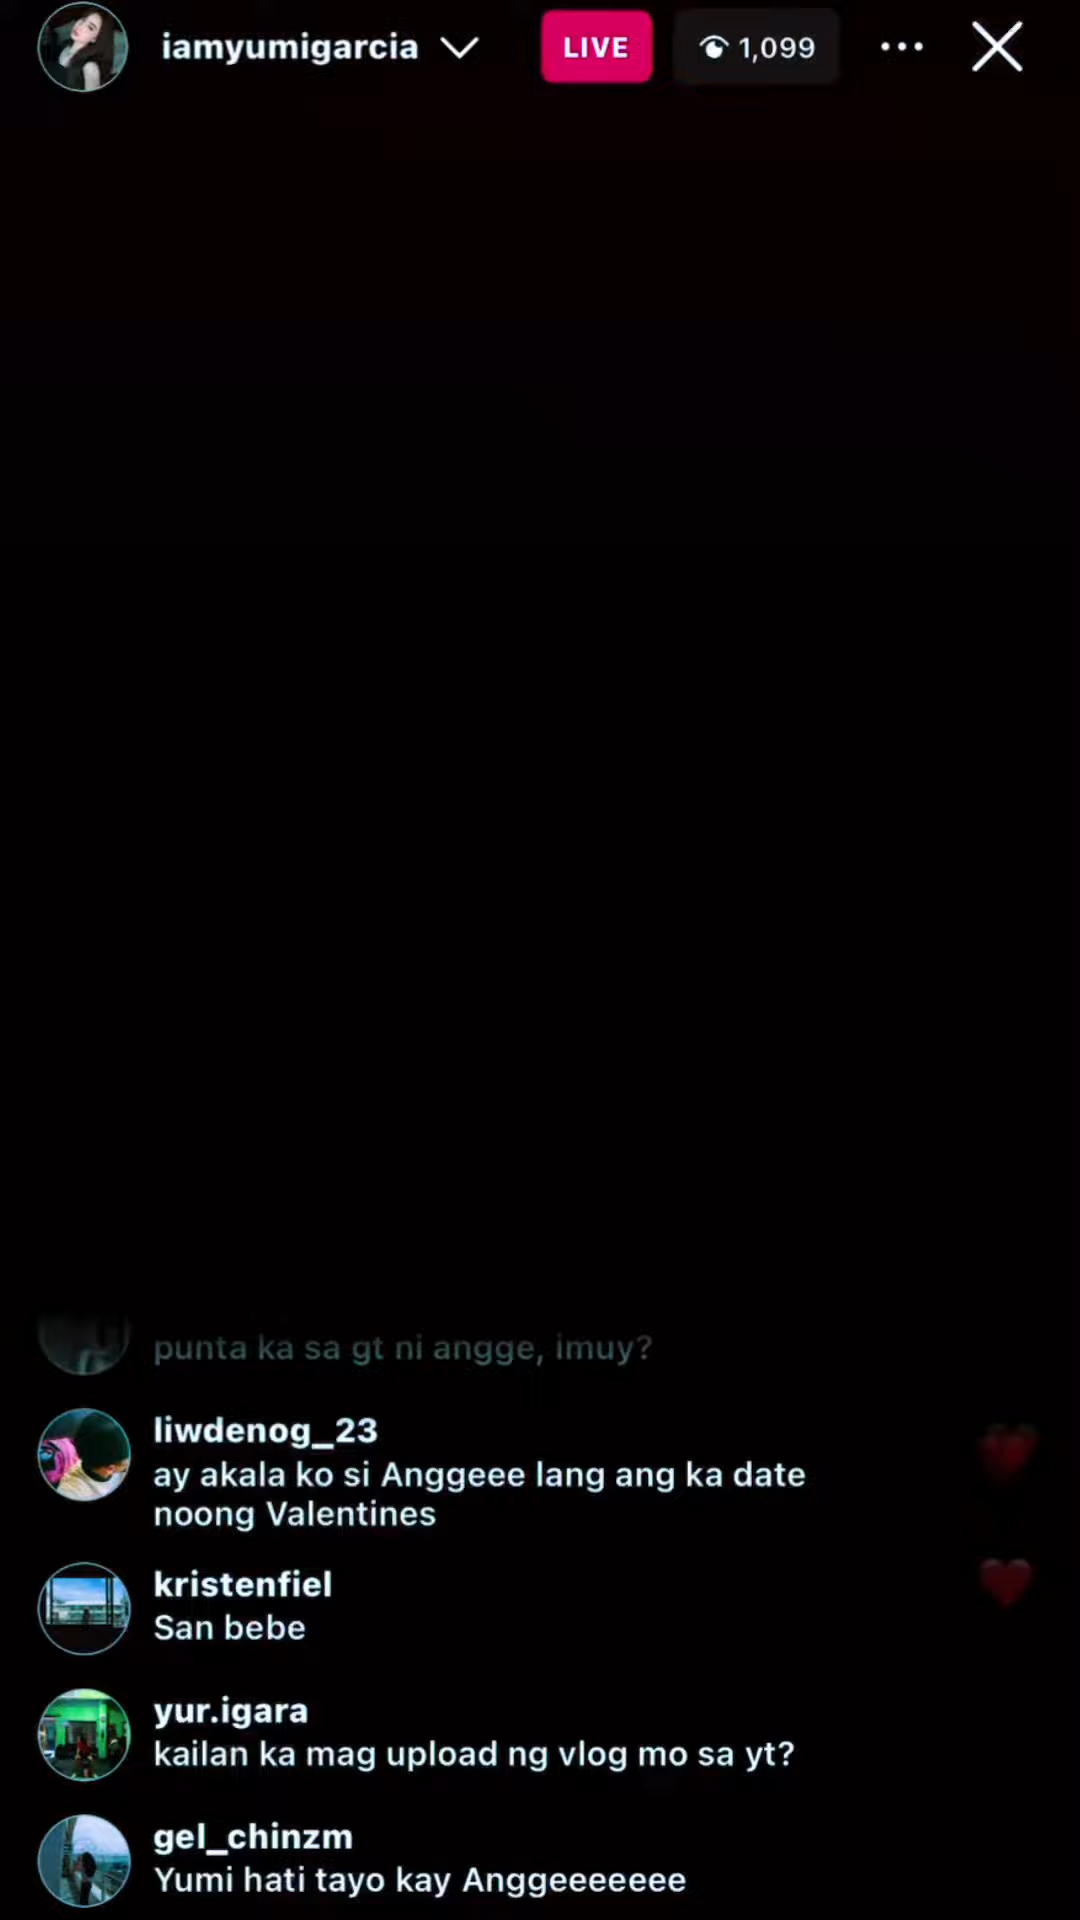 iamyumigarcia
LIVE
1,099
punta ka sa gt ni angge, imuy?
liwdenog_23
ay akala ko si Anggeee lang ang ka date
noong Valentines
kristenfiel
San bebe
yur.igara
kailan ka mag upload ng vlog mo sa yt?
gel_chinzm
Yumi hati tayo kay Anggeeeeeee